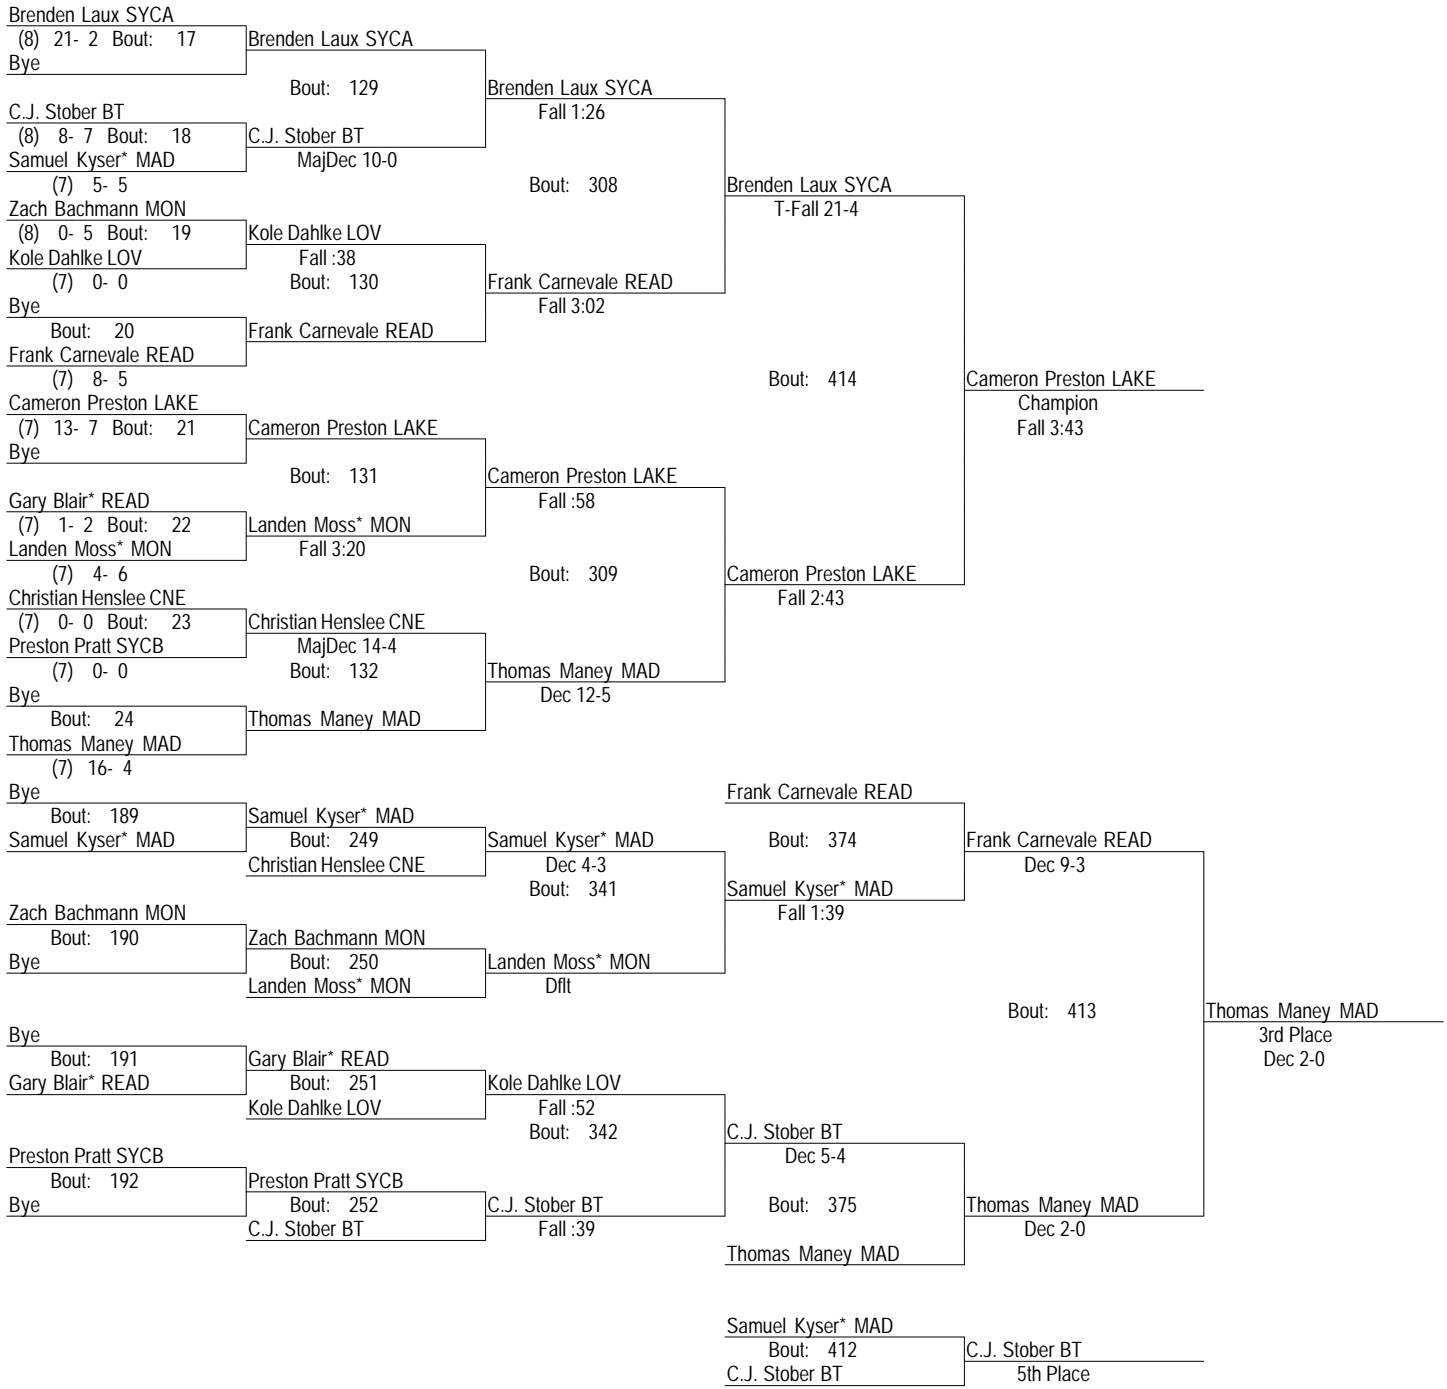 Brenden Laux SYCA
(8) 21- 2 Bout: 17 Brenden Laux SYCA
Bye
Bout: 129 Brenden Laux SYCA
C.J. Stober BT Fall 1:26
(8) 8- 7 Bout: 18 C.J. Stober BT
Samuel Kyser* MAD MajDec 10-0
(7) 5- 5 Bout: 308 Brenden Laux SYCA
Zach Bachmann MON T-Fall 21-4
(8) 0- 5 Bout: 19 Kole Dahlke LOV
Kole Dahlke LOV Fall :38
(7) 0- 0 Bout: 130 Frank Carnevale READ
Bye Fall 3:02
Bout: 20 Frank Carnevale READ
Frank Carnevale READ
(7) 8- 5 Bout: 414 Cameron Preston LAKE
Cameron Preston LAKE Champion
(7) 13- 7 Bout: 21 Cameron Preston LAKE Fall 3:43
Bye
Bout: 131 Cameron Preston LAKE
Gary Blair* READ Fall :58
(7) 1- 2 Bout: 22 Landen Moss* MON
Landen Moss* MON Fall 3:20
(7) 4- 6 Bout: 309 Cameron Preston LAKE
Christian Henslee CNE Fall 2:43
(7) 0- 0 Bout: 23 Christian Henslee CNE
Preston Pratt SYCB MajDec 14-4
(7) 0- 0 Bout: 132 Thomas Maney MAD
Bye Dec 12-5
Bout: 24 Thomas Maney MAD
Thomas Maney MAD
(7) 16- 4
Bye Frank Carnevale READ
Bout: 189 Samuel Kyser* MAD
Samuel Kyser* MAD Bout: 249 Samuel Kyser* MAD Bout: 374 Frank Carnevale READ
Christian Henslee CNE Dec 4-3 Dec 9-3
Bout: 341 Samuel Kyser* MAD
Zach Bachmann MON Fall 1:39
Bout: 190 Zach Bachmann MON
Bye Bout: 250 Landen Moss* MON
Landen Moss* MON Dflt
Bout: 413 Thomas Maney MAD
Bye 3rd Place
Bout: 191 Gary Blair* READ Dec 2-0
Gary Blair* READ Bout: 251 Kole Dahlke LOV
Kole Dahlke LOV Fall :52
Bout: 342 C.J. Stober BT
Preston Pratt SYCB Dec 5-4
Bout: 192 Preston Pratt SYCB
Bye Bout: 252 C.J. Stober BT Bout: 375 Thomas Maney MAD
C.J. Stober BT Fall :39 Dec 2-0
Thomas Maney MAD
Samuel Kyser* MAD
Bout: 412 C.J. Stober BT
C.J. Stober BT 5th Place